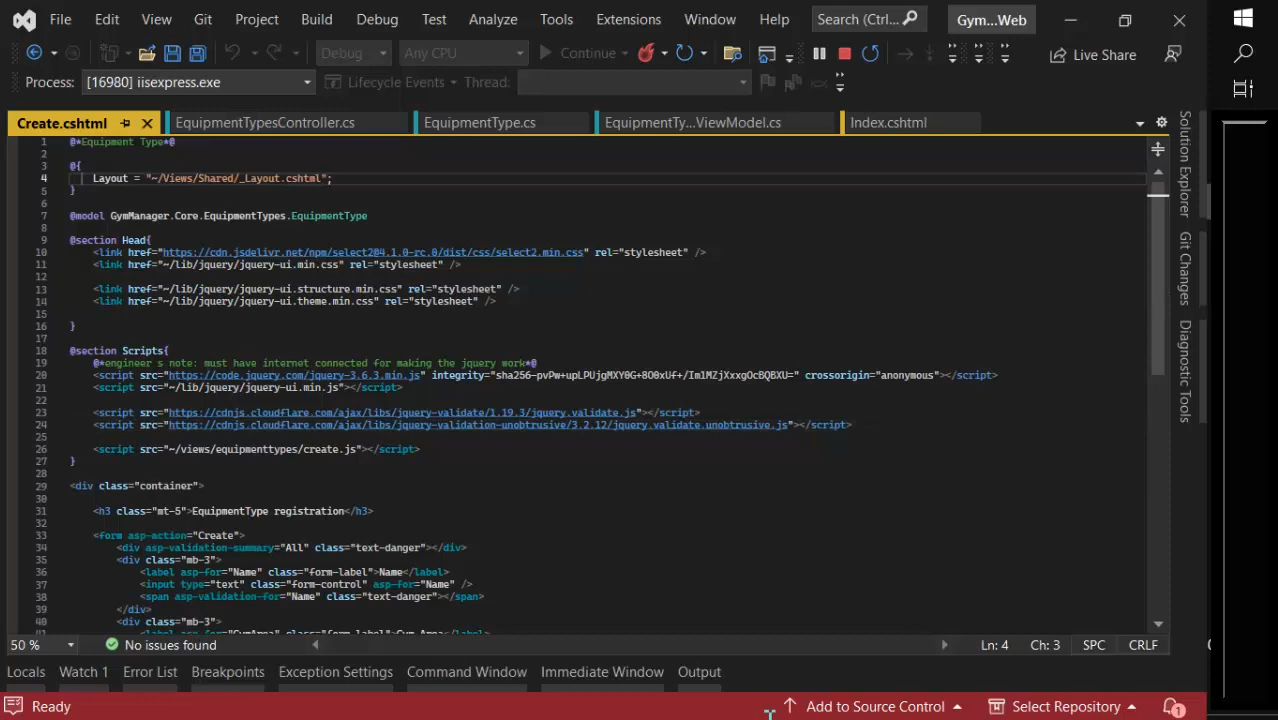 File Edit View Git Project Build Debug Test Analyze Tools Extensions Window Help Search (Ctrl... Gym...Web
Debug Any CPU Continue Live Share
Process: [16980] iisexpress.exe Lifecycle Events Thread:
Create.cshtml EquipmentTypesController.cs EquipmentType.cs EquipmentTy...ViewModel.cs Index.cshtml
1 @*Equipment Type*@
2
3 @{
4 Layout = "~/Views/Shared/_Layout.cshtml";
5 }
6
7 @model GymManager.Core.EquipmentTypes.EquipmentType
8
9 @section Head{
10 <link href="https://cdn.jsdelivr.net/npm/select2@4.1.0-rc.0/dist/css/select2.min.css" rel="stylesheet" />
11 <link href="~/lib/jquery/jquery-ui.min.css" rel="stylesheet" />
12
13 <link href="~/lib/jquery/jquery-ui.structure.min.css" rel="stylesheet" />
14 <link href="~/lib/jquery/jquery-ui.theme.min.css" rel="stylesheet" />
15
16 }
17
18 @section Scripts{
19 @*engineer s note: must have internet connected for making the jquery work*@
20 <script src="https://code.jquery.com/jquery-3.6.3.min.js" integrity="sha256-pvPw+upLPUjgMXY0G+8O0xUf+/Im1MZjXxxgOcBQBXU=" crossorigin="anonymous"></script>
21 <script src="~/lib/jquery/jquery-ui.min.js"></script>
22
23 <script src="https://cdnjs.cloudflare.com/ajax/libs/jquery-validate/1.19.3/jquery.validate.js"></script>
24 <script src="https://cdnjs.cloudflare.com/ajax/libs/jquery-validation-unobtrusive/3.2.12/jquery.validate.unobtrusive.js"></script>
25
26 <script src="~/views/equipmenttypes/create.js"></script>
27 }
28
29 <div class="container">
30
31 <h3 class="mt-5">EquipmentType registration</h3>
32
33 <form asp-action="Create">
34 <div asp-validation-summary="All" class="text-danger"></div>
35 <div class="mb-3">
36 <label asp-for="Name" class="form-label">Name</label>
37 <input type="text" class="form-control" asp-for="Name" />
38 <span asp-validation-for="Name" class="text-danger"></span>
39 </div>
40 <div class="mb-3">
41 <label asp-for="GymArea" class="form-label">Gym Area</label>
Solution Explorer
Git Changes
Diagnostic Tools
50 % No issues found Ln: 4 Ch: 3 SPC CRLF
Locals Watch 1 Error List Breakpoints Exception Settings Command Window Immediate Window Output
Ready Add to Source Control Select Repository 1